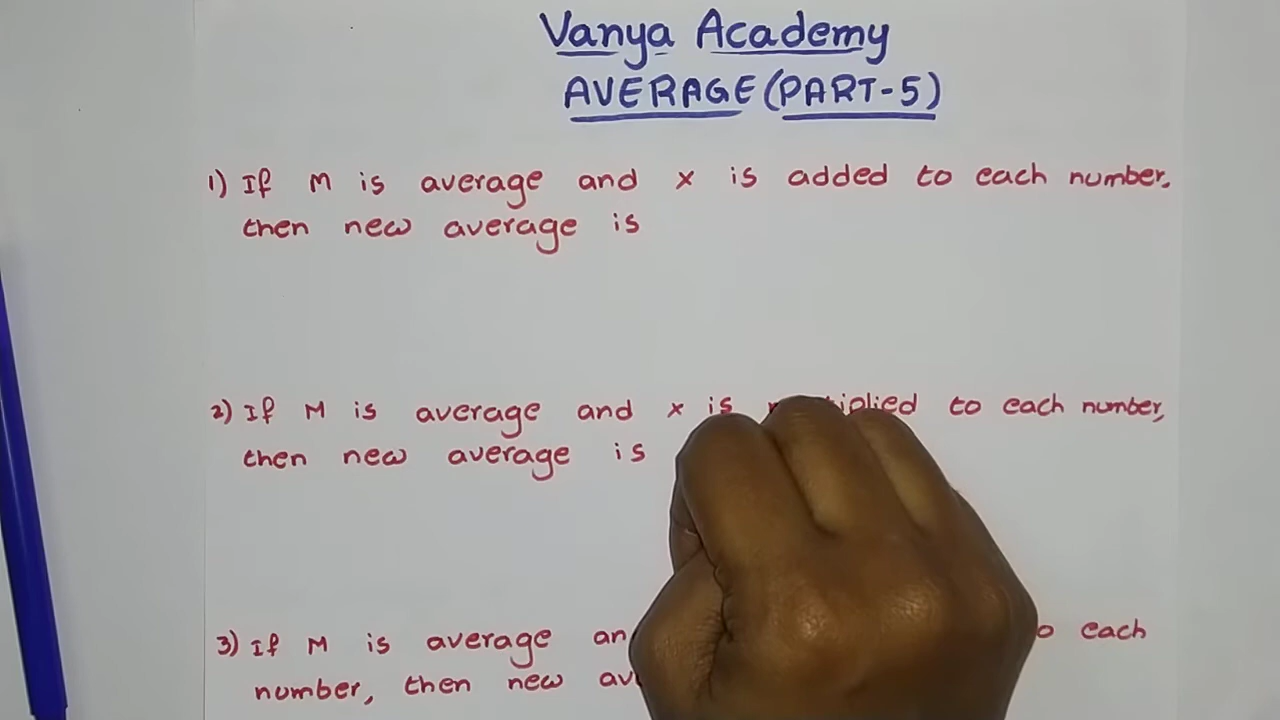 Vanya Academy
AVERAGE (PART-5)
1) If M is average and x is added to each number,
then new average is
2) If M is average and x is multiplied to each number,
then new average is
3) If M is average each
number, then new